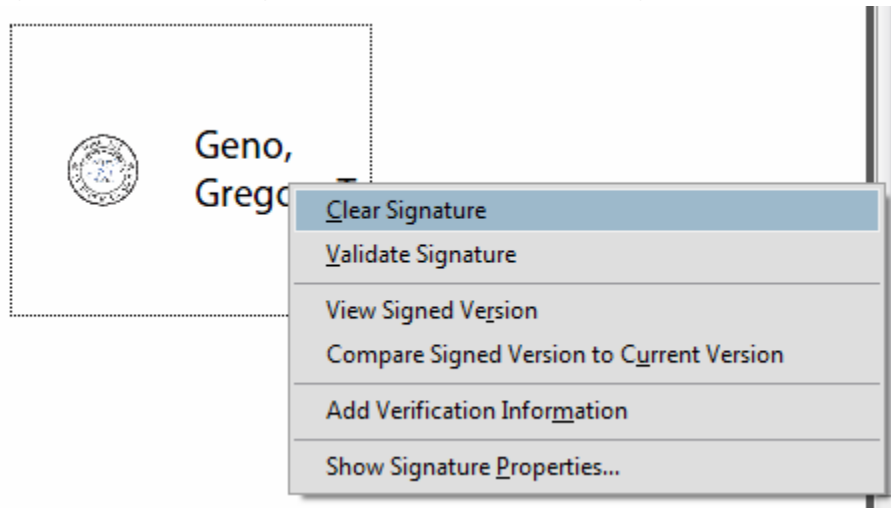 Geno,
Clear Signature
Validate Signature
View Signed Version
Compare Signed Version to Current Version
Add Verification Information
Show Signature Properties...